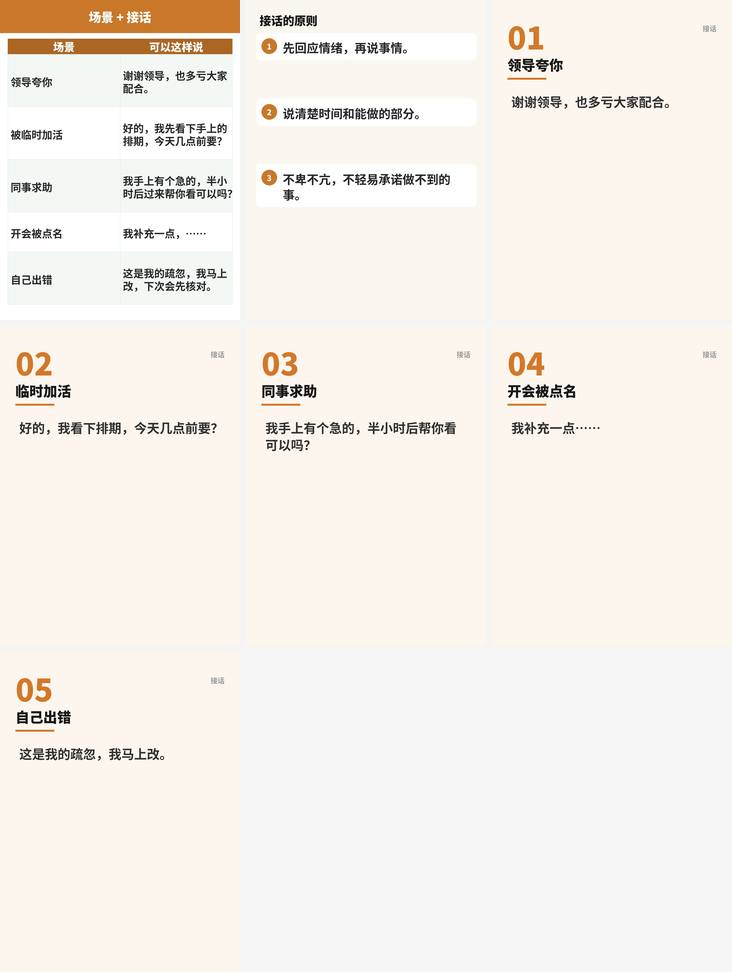 场景 + 接话
场景
可以这样说
领导夸你
谢谢领导，也多亏大家
配合。
被临时加活
好的，我先看下手上的
排期，今天几点前要？
同事求助
我手上有个急的，半小
时后过来帮你看可以吗？
开会被点名
我补充一点，……
自己出错
这是我的疏忽，我马上
改，下次会先核对。
接话的原则
1 先回应情绪，再说事情。
2 说清楚时间和能做的部分。
3 不卑不亢，不轻易承诺做不到的
事。
01
接话
领导夸你
谢谢领导，也多亏大家配合。
02
接话
临时加活
好的，我看下排期，今天几点前要？
03
接话
同事求助
我手上有个急的，半小时后帮你看
可以吗？
04
接话
开会被点名
我补充一点……
05
接话
自己出错
这是我的疏忽，我马上改。